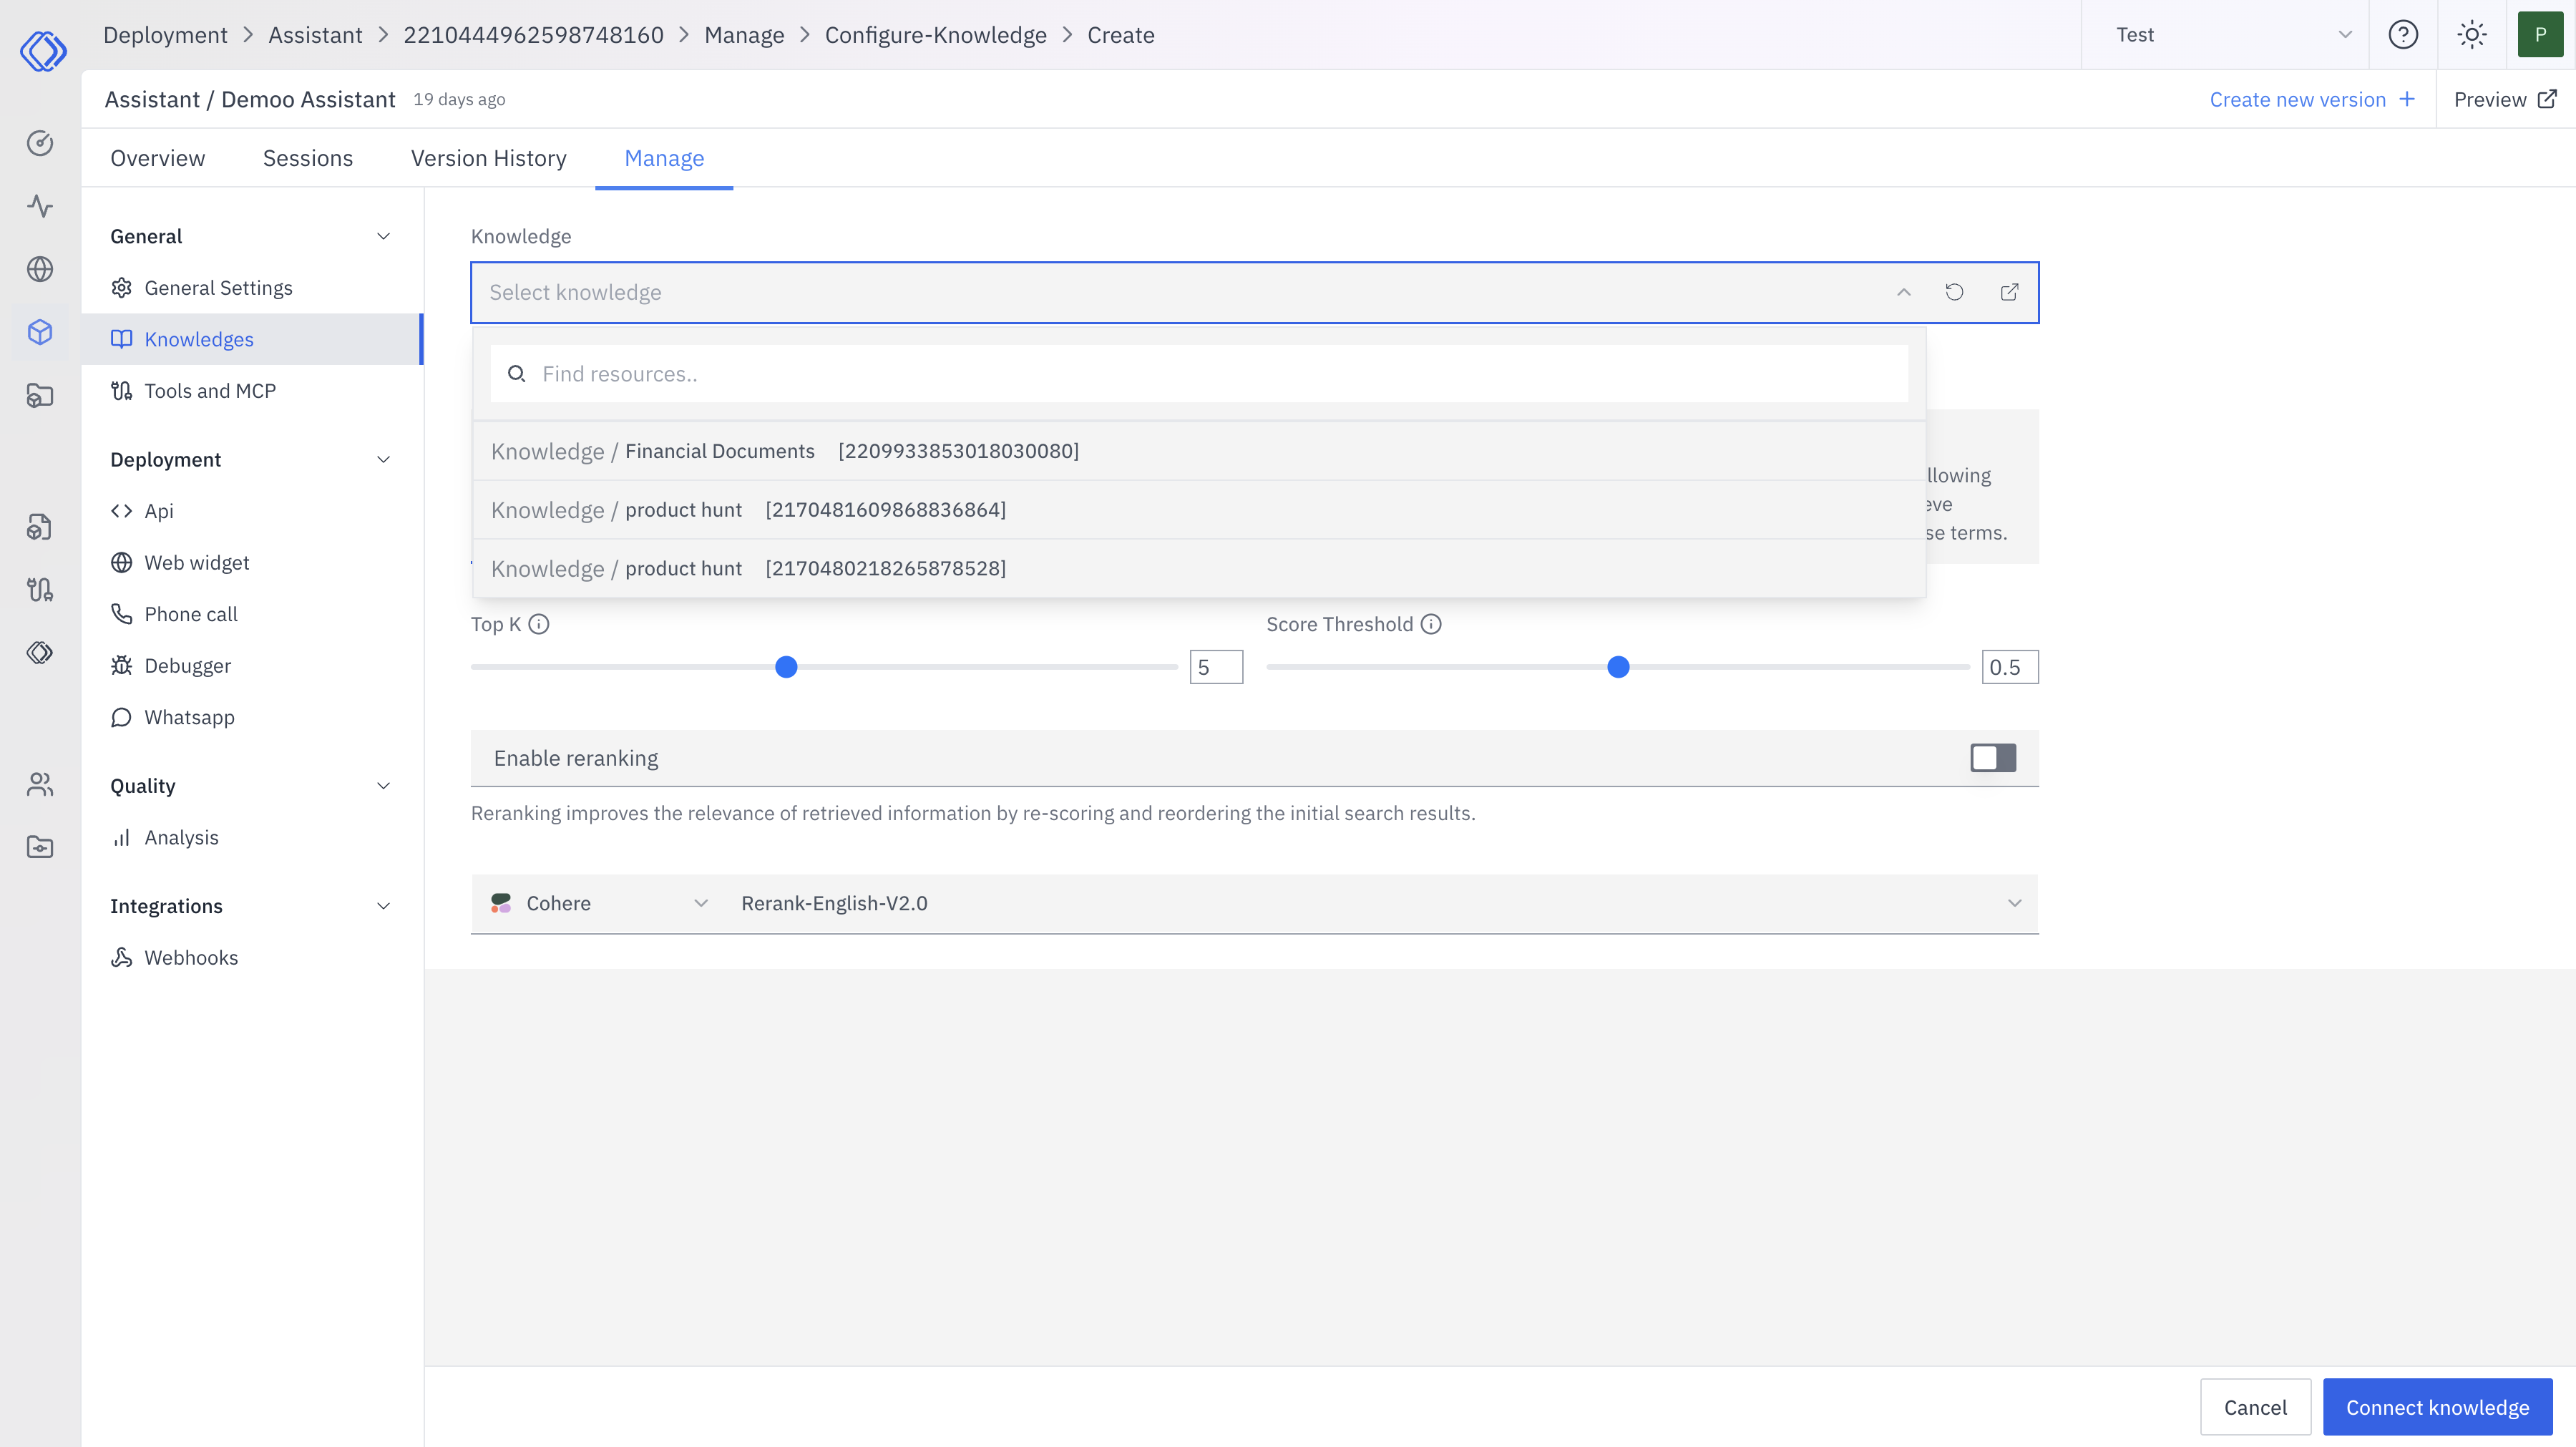 Deployment > Assistant > 2210444962598748160 > Manage > Configure-Knowledge > Create
Test
P
Assistant / Demoo Assistant 19 days ago
Create new version +
Preview
Overview Sessions Version History Manage
General
General Settings
Knowledges
Tools and MCP
Deployment
Api
Web widget
Phone call
Debugger
Whatsapp
Quality
Analysis
Integrations
Webhooks
Knowledge
Select knowledge
Find resources..
Knowledge / Financial Documents [2209933853018030080]
Knowledge / product hunt [2170481609868836864]
Knowledge / product hunt [2170480218265878528]
llowing
eve
se terms.
Top K
5
Score Threshold
0.5
Enable reranking
Reranking improves the relevance of retrieved information by re-scoring and reordering the initial search results.
Cohere
Rerank-English-V2.0
Cancel
Connect knowledge